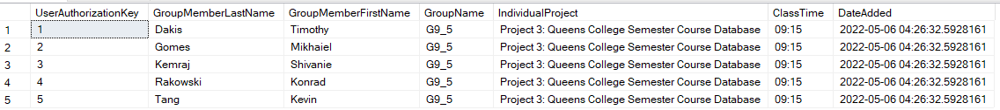 UserAuthorizationKey GroupMemberLastName GroupMemberFirstName GroupName IndividualProject ClassTime DateAdded
1 1 Dakis Timothy G9_5 Project 3: Queens College Semester Course Database 09:15 2022-05-06 04:26:32.5928161
2 2 Gomes Mikhaiel G9_5 Project 3: Queens College Semester Course Database 09:15 2022-05-06 04:26:32.5928161
3 3 Kemraj Shivanie G9_5 Project 3: Queens College Semester Course Database 09:15 2022-05-06 04:26:32.5928161
4 4 Rakowski Konrad G9_5 Project 3: Queens College Semester Course Database 09:15 2022-05-06 04:26:32.5928161
5 5 Tang Kevin G9_5 Project 3: Queens College Semester Course Database 09:15 2022-05-06 04:26:32.5928161